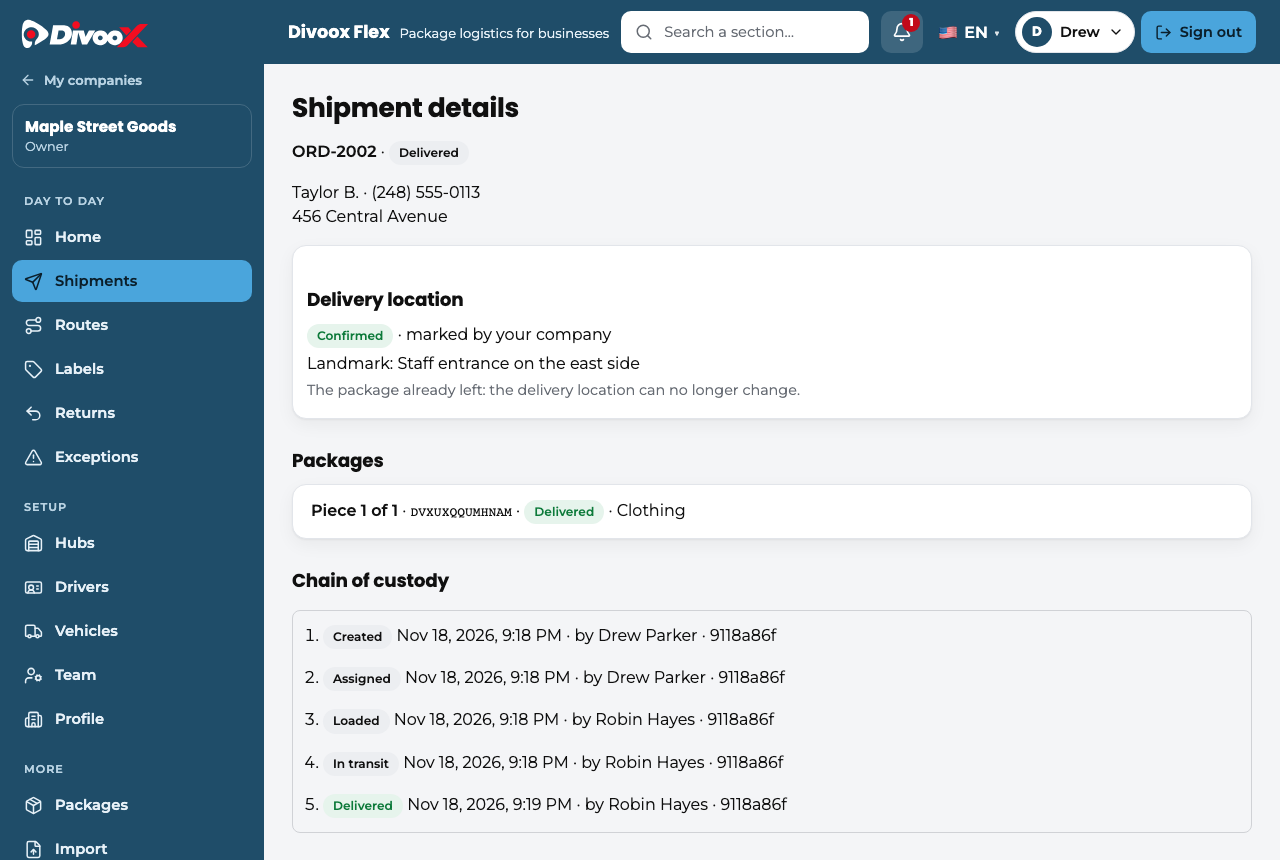 DivooX
Divoox Flex Package logistics for businesses
Search a section...
1
🇺🇸 EN ▾
D Drew
Sign out
← My companies
Maple Street Goods
Owner
DAY TO DAY
Home
Shipments
Routes
Labels
Returns
Exceptions
SETUP
Hubs
Drivers
Vehicles
Team
Profile
MORE
Packages
Import
Shipment details
ORD-2002 · Delivered
Taylor B. · (248) 555-0113
456 Central Avenue
Delivery location
Confirmed · marked by your company
Landmark: Staff entrance on the east side
The package already left: the delivery location can no longer change.
Packages
Piece 1 of 1 · DVXUXQQUMHNAM · Delivered · Clothing
Chain of custody
1. Created Nov 18, 2026, 9:18 PM · by Drew Parker · 9118a86f
2. Assigned Nov 18, 2026, 9:18 PM · by Drew Parker · 9118a86f
3. Loaded Nov 18, 2026, 9:18 PM · by Robin Hayes · 9118a86f
4. In transit Nov 18, 2026, 9:18 PM · by Robin Hayes · 9118a86f
5. Delivered Nov 18, 2026, 9:19 PM · by Robin Hayes · 9118a86f